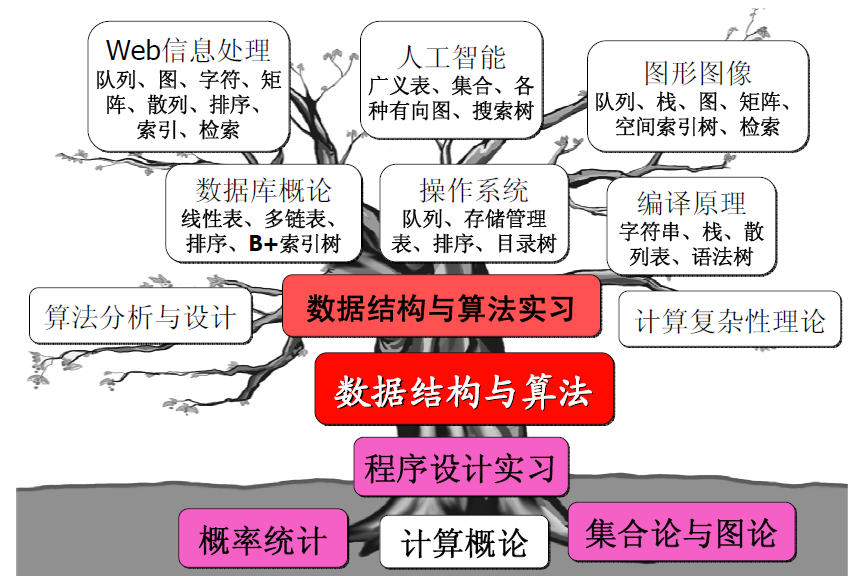 Web信息处理
队列、图、字符、矩
阵、散列、排序、
索引、检索
人工智能
广义表、集合、各
种有向图、搜索树
图形图像
队列、栈、图、矩阵、
空间索引树、检索
数据库概论
线性表、多链表、
排序、B+索引树
操作系统
队列、存储管理
表、排序、目录树
编译原理
字符串、栈、散
列表、语法树
算法分析与设计
数据结构与算法实习
计算复杂性理论
数据结构与算法
程序设计实习
概率统计
计算概论
集合论与图论